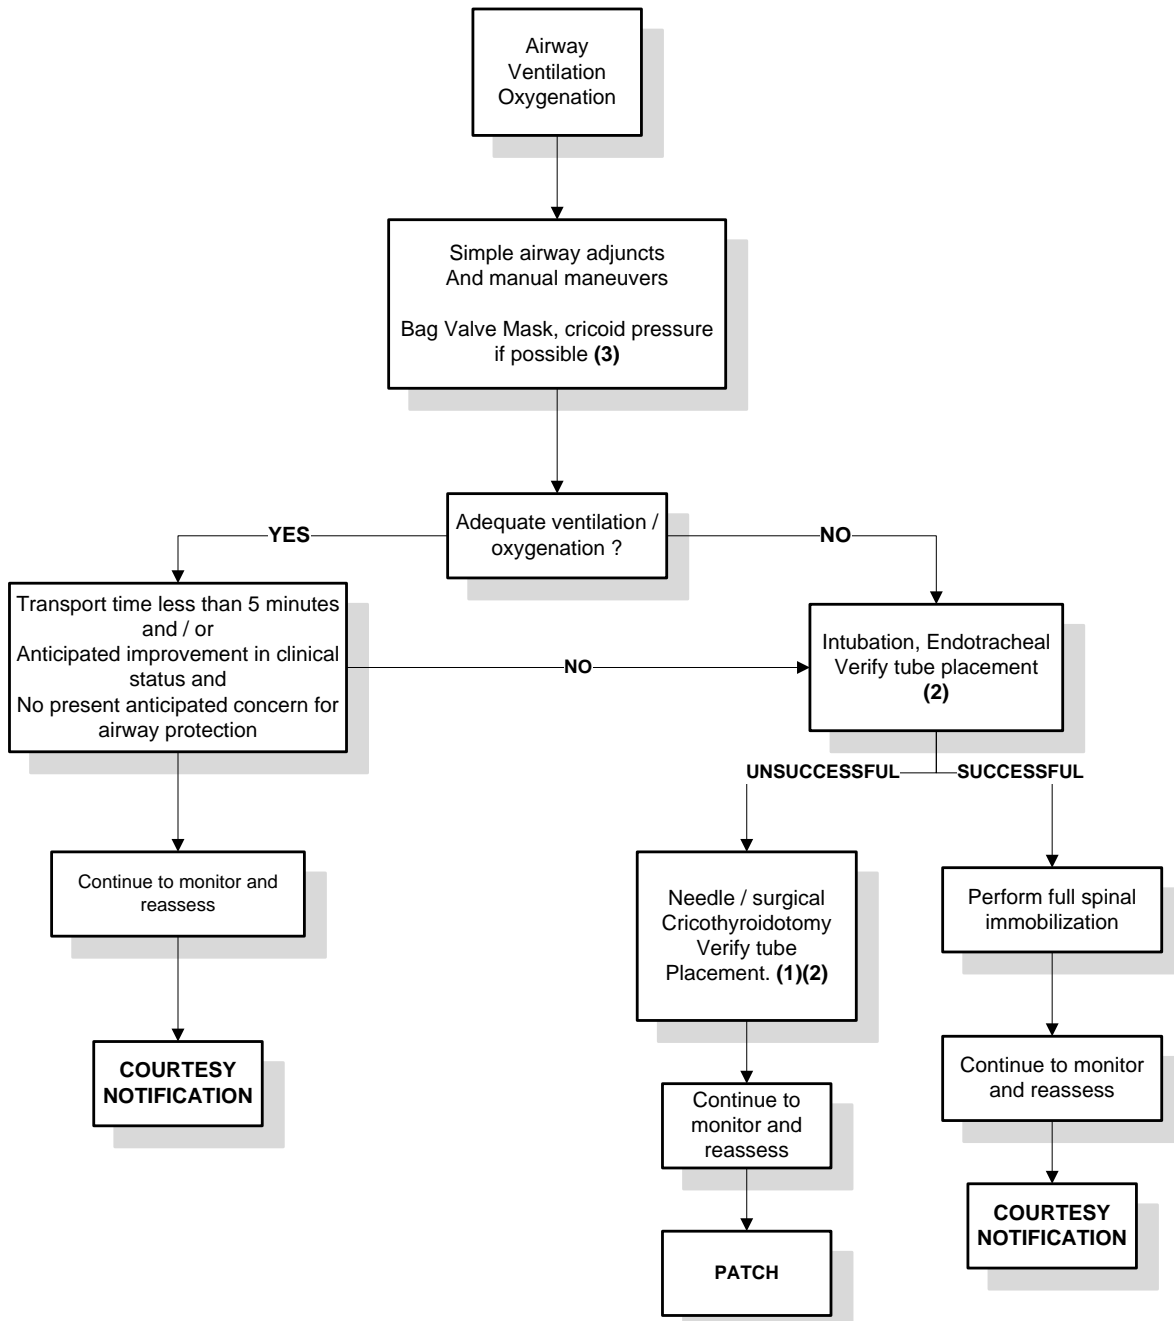 Airway
Ventilation
Oxygenation
Simple airway adjuncts
And manual maneuvers
Bag Valve Mask, cricoid pressure
if possible (3)
Adequate ventilation /
oxygenation ?
YES
NO
Transport time less than 5 minutes
and / or
Anticipated improvement in clinical
status and
No present anticipated concern for
airway protection
NO
Intubation, Endotracheal
Verify tube placement
(2)
UNSUCCESSFUL
SUCCESSFUL
Continue to monitor and
reassess
Needle / surgical
Cricothyroidotomy
Verify tube
Placement. (1)(2)
Perform full spinal
immobilization
COURTESY
NOTIFICATION
Continue to
monitor and
reassess
Continue to monitor
and reassess
PATCH
COURTESY
NOTIFICATION